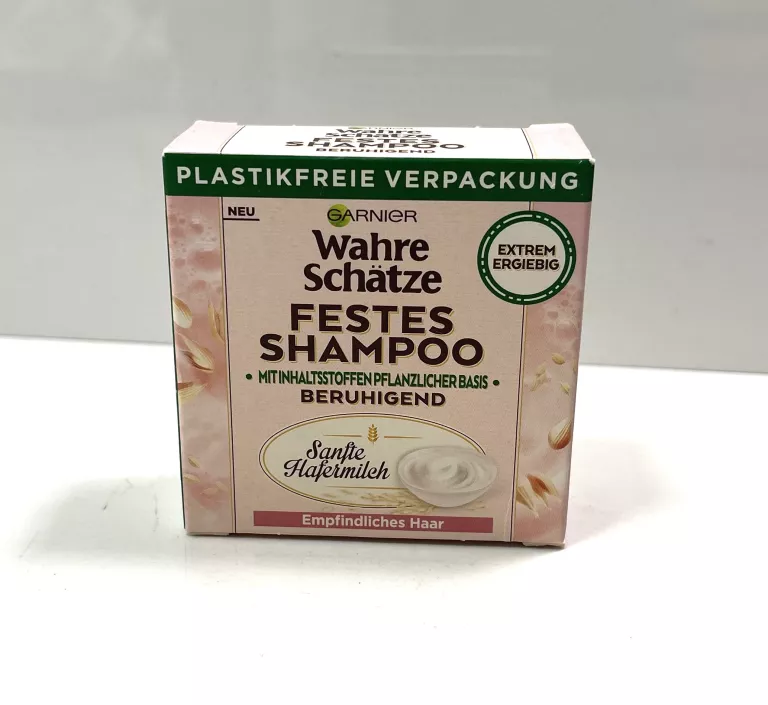 Wahre
Schätze
FESTES
SHAMPOO
BERUHIGEND
PLASTIKFREIE VERPACKUNG
NEU
GARNIER
Wahre
Schätze
EXTREM
ERGIEBIG
FESTES
SHAMPOO
• MIT INHALTSSTOFFEN PFLANZLICHER BASIS •
BERUHIGEND
Sanfte
Hafermilch
Empfindliches Haar